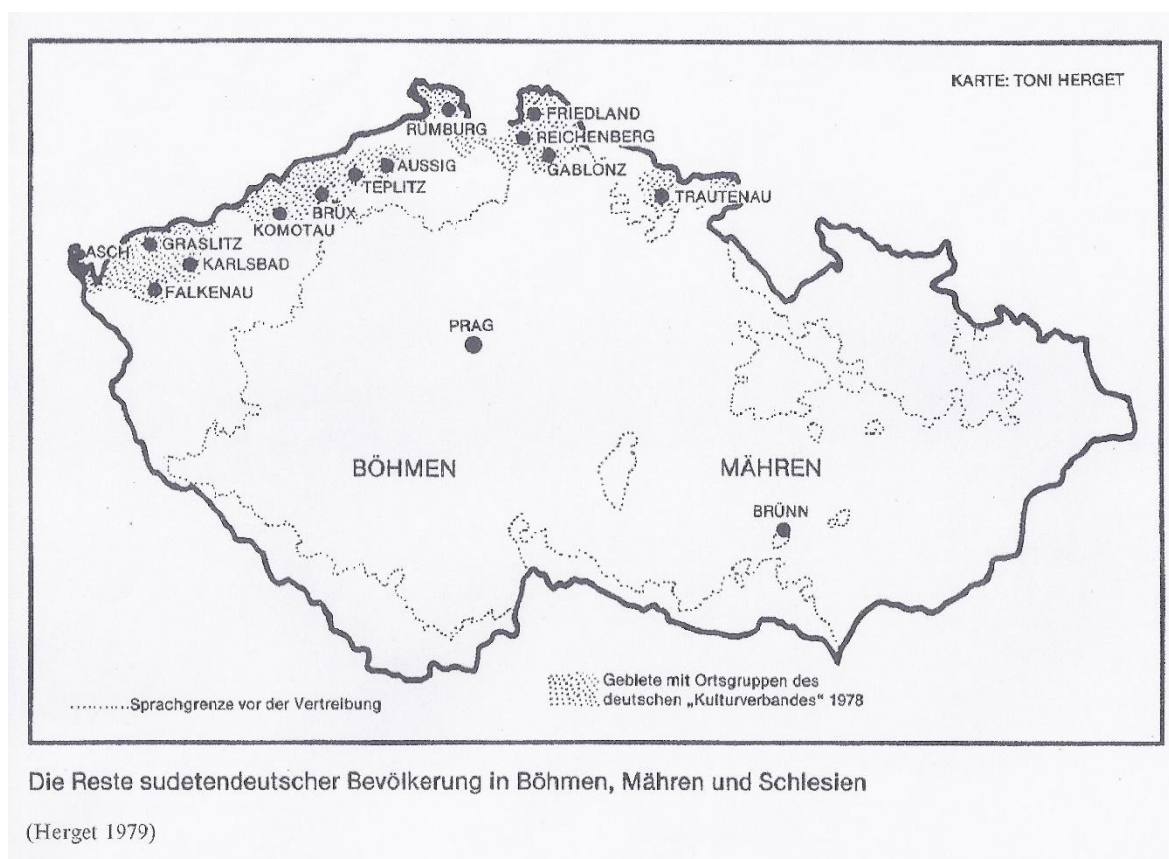 KARTE: TONI HERGET
RUMBURG
FRIEDLAND
REICHENBERG
GABLONZ
AUSSIG
TEPLITZ
BRÜX
KOMOTAU
TRAUTENAU
ASCH
GRASLITZ
KARLSBAD
FALKENAU
PRAG
BÖHMEN
MÄHREN
BRÜNN
Gebiete mit Ortsgruppen des
deutschen „Kulturverbandes" 1978
...........Sprachgrenze vor der Vertreibung
Die Reste sudetendeutscher Bevölkerung in Böhmen, Mähren und Schlesien
(Herget 1979)